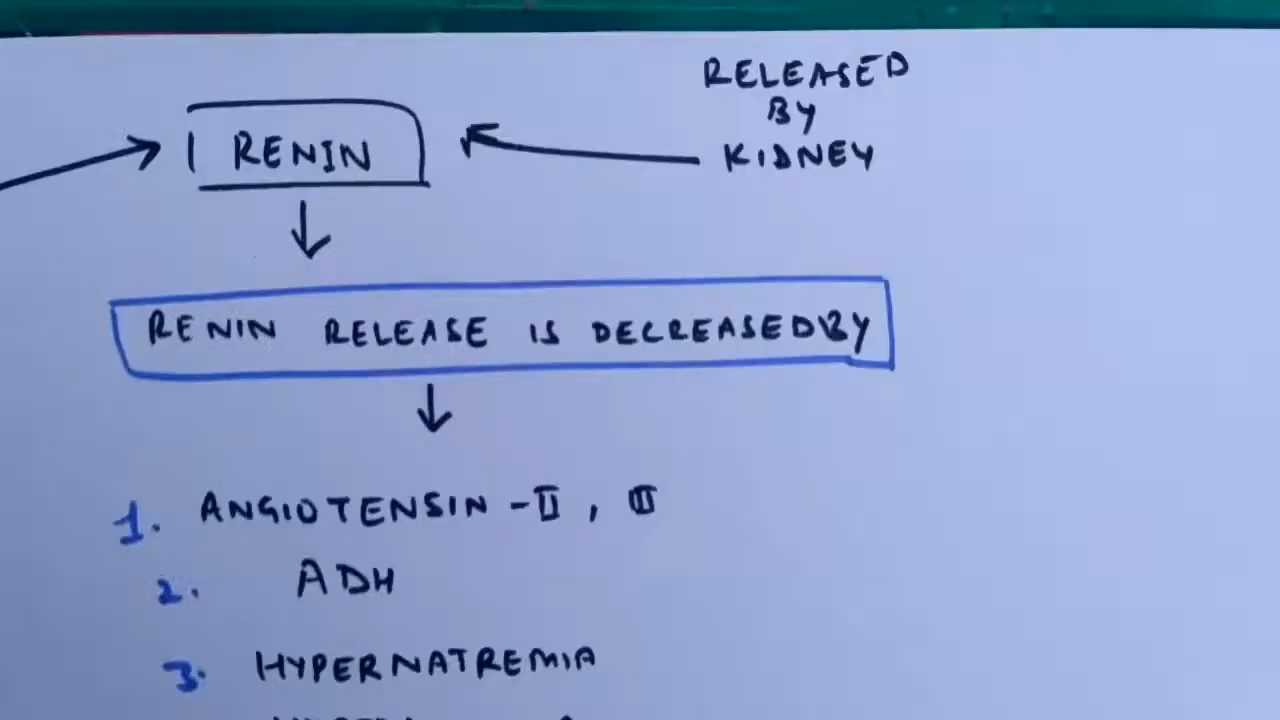 RELEASED
BY
KIDNEY
RENIN
RENIN RELEASE IS DECREASED BY
1. ANGIOTENSIN - II, III
2. ADH
3. HYPERNATREMIA